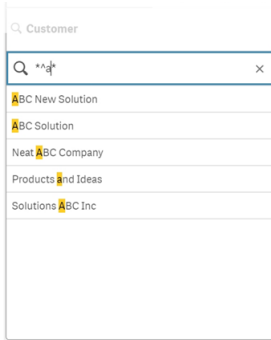 Customer
*^a*
ABC New Solution
ABC Solution
Neat ABC Company
Products and Ideas
Solutions ABC Inc